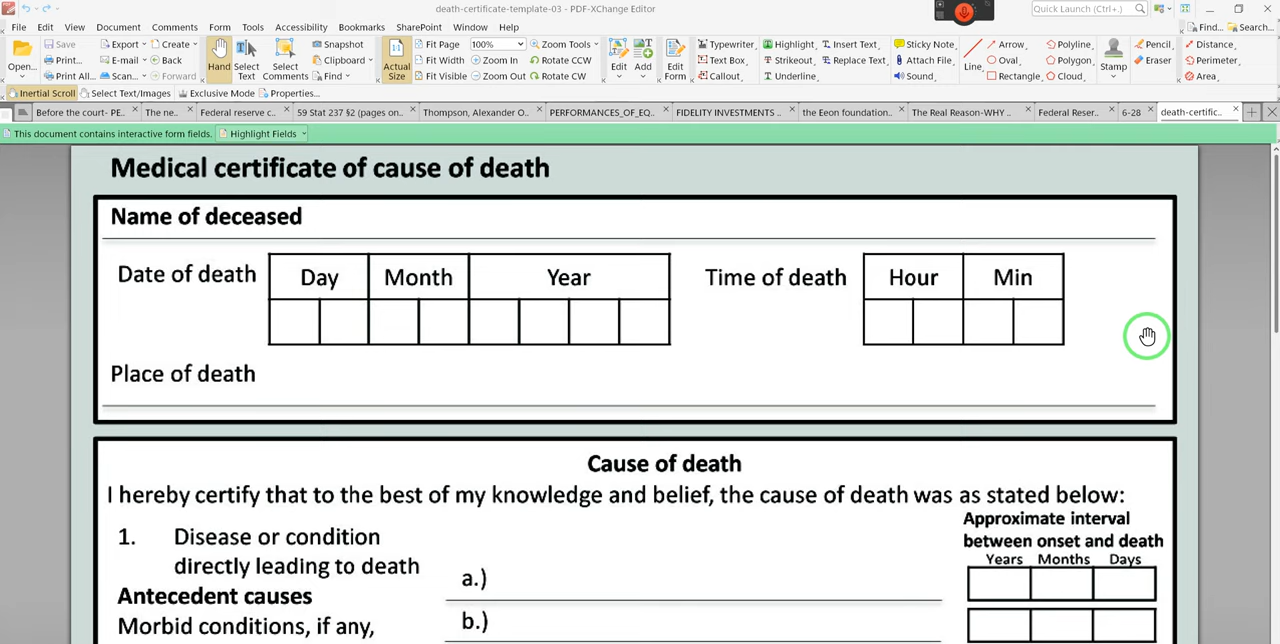 death-certificate-template-03 - PDF-XChange Editor
Quick Launch (Ctrl+.)
File Edit View Document Comments Form Tools Accessibility Bookmarks SharePoint Window Help
Find... Search...
Open... Save Export Create Hand Select Text Select Comments Snapshot Actual Size Fit Page 100% Zoom Tools Edit Add Edit Form Typewriter Highlight Insert Text Sticky Note Line Arrow Polyline Stamp Pencil Distance
Print... E-mail Back Clipboard Fit Width Zoom In Rotate CCW Text Box Strikeout Replace Text Attach File Oval Polygon Eraser Perimeter
Print All... Scan... Forward Find Fit Visible Zoom Out Rotate CW Callout Underline Sound Rectangle Cloud Area
Inertial Scroll Select Text/Images Exclusive Mode Properties...
Before the court- PE... The ne.. Federal reserve c... 59 Stat 237 §2 (pages on... Thompson, Alexander O... PERFORMANCES_OF_EQ.. FIDELITY INVESTMENTS .. the Eeon foundation.. The Real Reason-WHY .. Federal Reser.. 6-28 death-certific..
This document contains interactive form fields. Highlight Fields
Medical certificate of cause of death
Name of deceased
Date of death Day Month Year Time of death Hour Min
Place of death
Cause of death
I hereby certify that to the best of my knowledge and belief, the cause of death was as stated below:
Approximate interval
between onset and death
Years Months Days
1. Disease or condition
directly leading to death
a.)
Antecedent causes
Morbid conditions, if any,
b.)